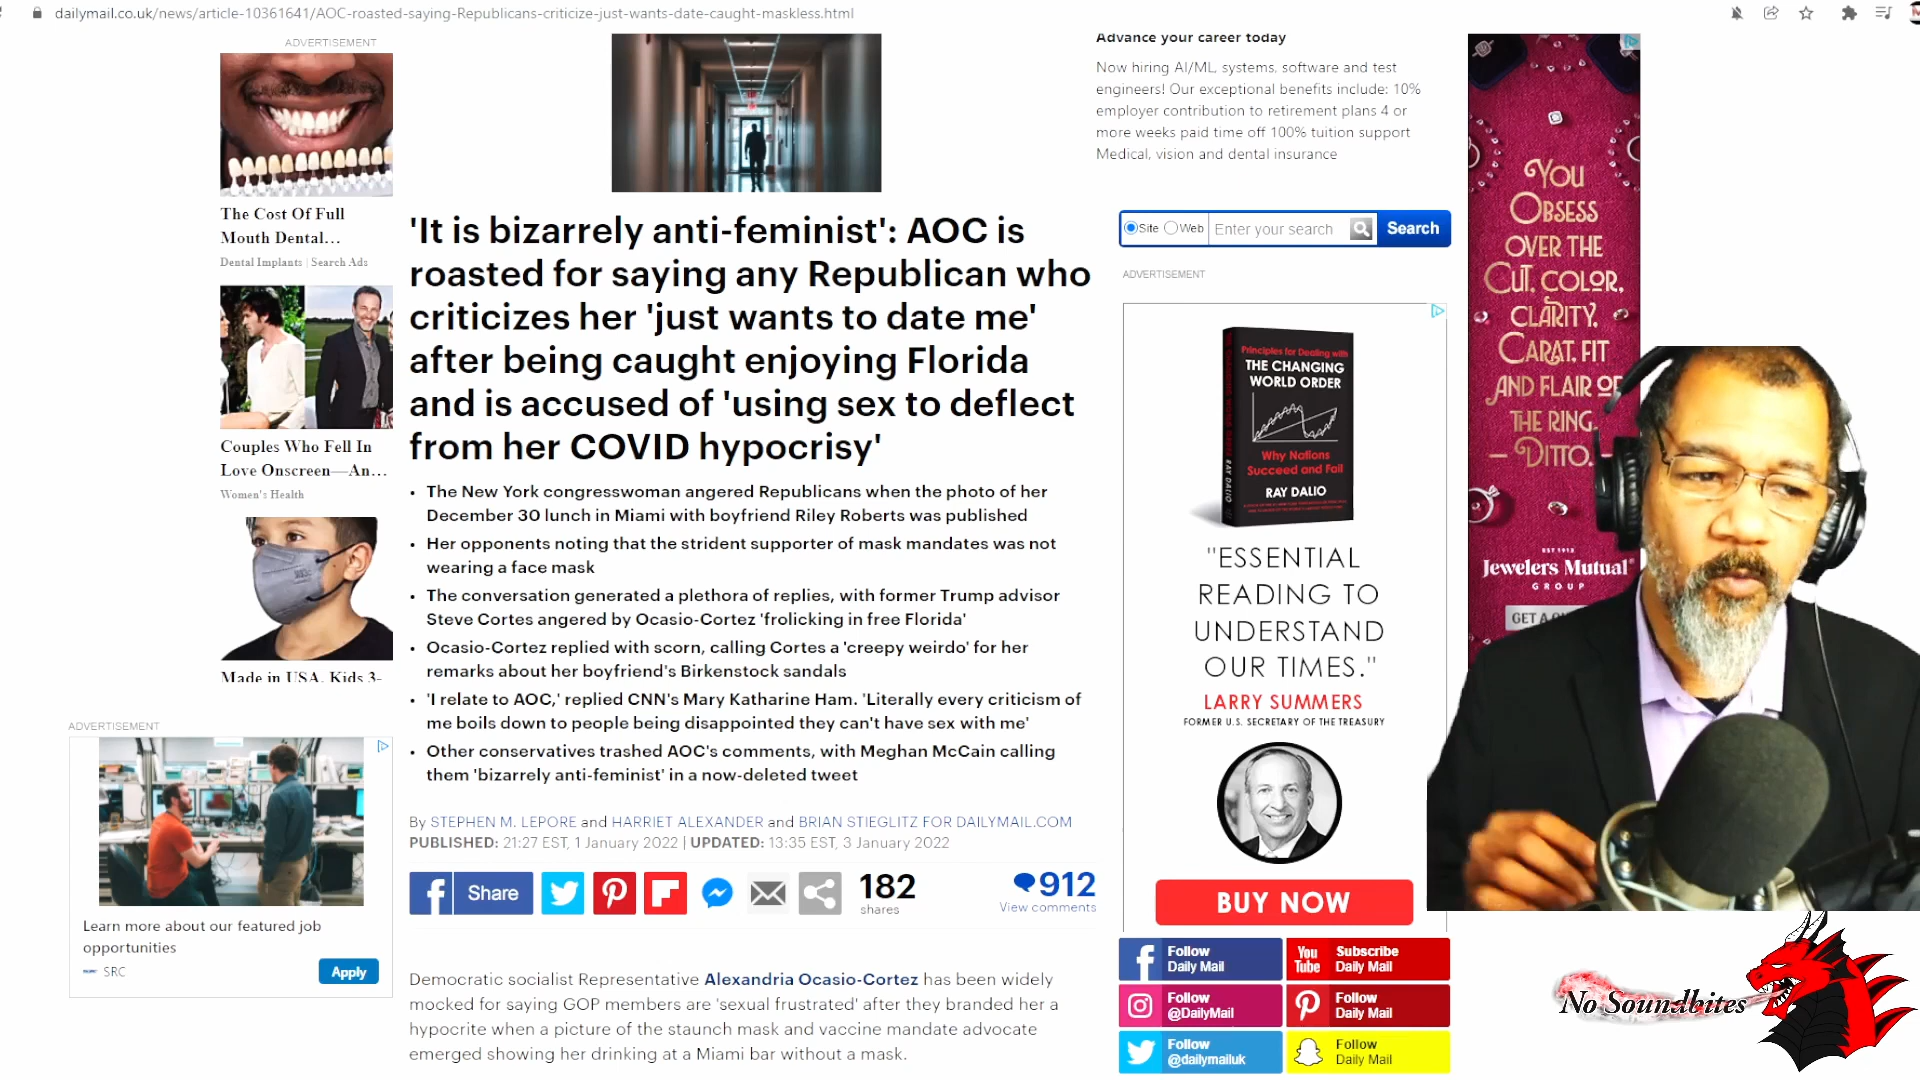 dailymail.co.uk/news/article-10361641/AOC-roasted-saying-Republicans-criticize-just-wants-date-caught-maskless.html
ADVERTISEMENT
The Cost Of Full
Mouth Dental...
Dental Implants | Search Ads
Couples Who Fell In
Love Onscreen—An...
Women's Health
Made in USA. Kids 3-
ADVERTISEMENT
Learn more about our featured job
opportunities
SRC
Apply
'It is bizarrely anti-feminist': AOC is
roasted for saying any Republican who
criticizes her 'just wants to date me'
after being caught enjoying Florida
and is accused of 'using sex to deflect
from her COVID hypocrisy'
• The New York congresswoman angered Republicans when the photo of her
December 30 lunch in Miami with boyfriend Riley Roberts was published
• Her opponents noting that the strident supporter of mask mandates was not
wearing a face mask
• The conversation generated a plethora of replies, with former Trump advisor
Steve Cortes angered by Ocasio-Cortez 'frolicking in free Florida'
• Ocasio-Cortez replied with scorn, calling Cortes a 'creepy weirdo' for her
remarks about her boyfriend's Birkenstock sandals
• 'I relate to AOC,' replied CNN's Mary Katharine Ham. 'Literally every criticism of
me boils down to people being disappointed they can't have sex with me'
• Other conservatives trashed AOC's comments, with Meghan McCain calling
them 'bizarrely anti-feminist' in a now-deleted tweet
By STEPHEN M. LEPORE and HARRIET ALEXANDER and BRIAN STIEGLITZ FOR DAILYMAIL.COM
PUBLISHED: 21:27 EST, 1 January 2022 | UPDATED: 13:35 EST, 3 January 2022
Share
182
shares
912
View comments
Democratic socialist Representative Alexandria Ocasio-Cortez has been widely
mocked for saying GOP members are 'sexual frustrated' after they branded her a
hypocrite when a picture of the staunch mask and vaccine mandate advocate
emerged showing her drinking at a Miami bar without a mask.
Advance your career today
Now hiring AI/ML, systems, software and test
engineers! Our exceptional benefits include: 10%
employer contribution to retirement plans 4 or
more weeks paid time off 100% tuition support
Medical, vision and dental insurance
Site Web Enter your search Search
ADVERTISEMENT
Principles for Dealing with
THE CHANGING
WORLD ORDER
Why Nations
Succeed and Fail
RAY DALIO
RAY DALIO
"ESSENTIAL
READING TO
UNDERSTAND
OUR TIMES."
LARRY SUMMERS
FORMER U.S. SECRETARY OF THE TREASURY
BUY NOW
Follow
Daily Mail
You
Tube
Subscribe
Daily Mail
Follow
@DailyMail
Follow
Daily Mail
Follow
@dailymailuk
Follow
Daily Mail
YOU
OBSESS
OVER THE
CUT, COLOR,
CLARITY,
CARAT, FIT
AND FLAIR OF
THE RING.
— DITTO. —
EST 1913
Jewelers Mutual
GROUP
GET A
No Soundbites